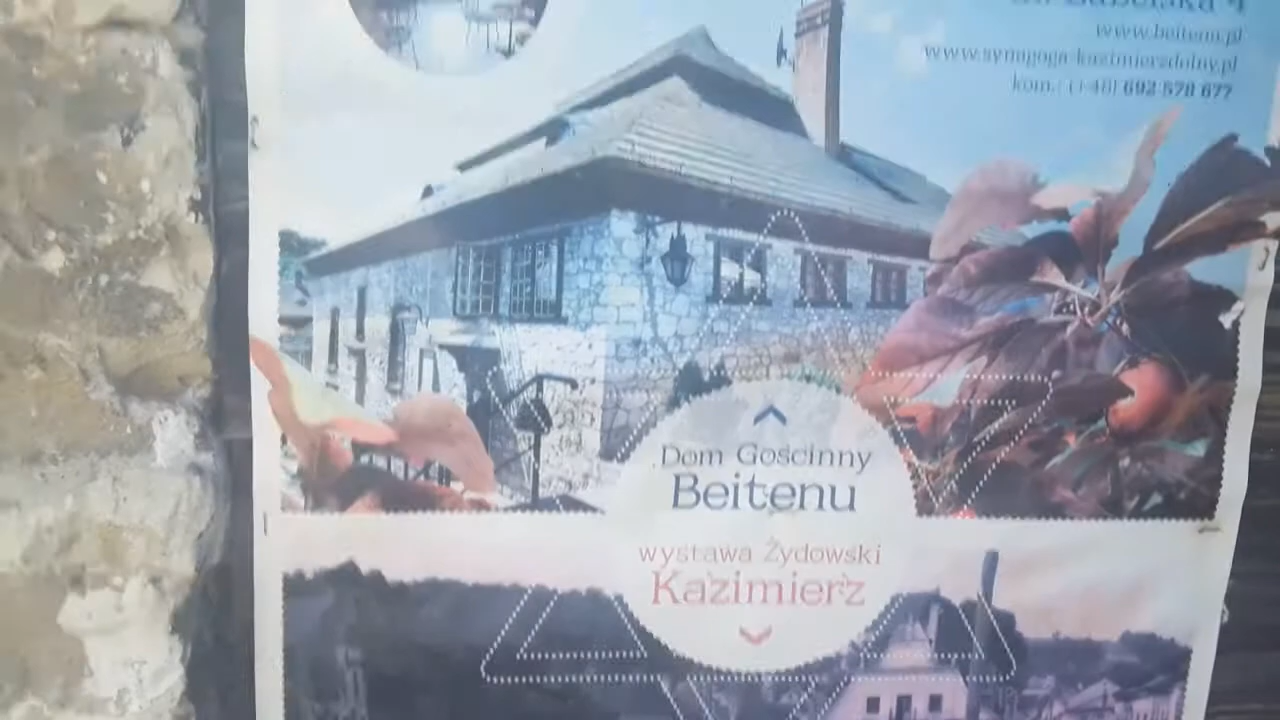 www.beitenu.pl
www.synagoga-kazimierzdolny.pl
kom.: (+48) 692 578 677
Dom Gościnny
Beitenu
wystawa Żydowski
Kazimierz